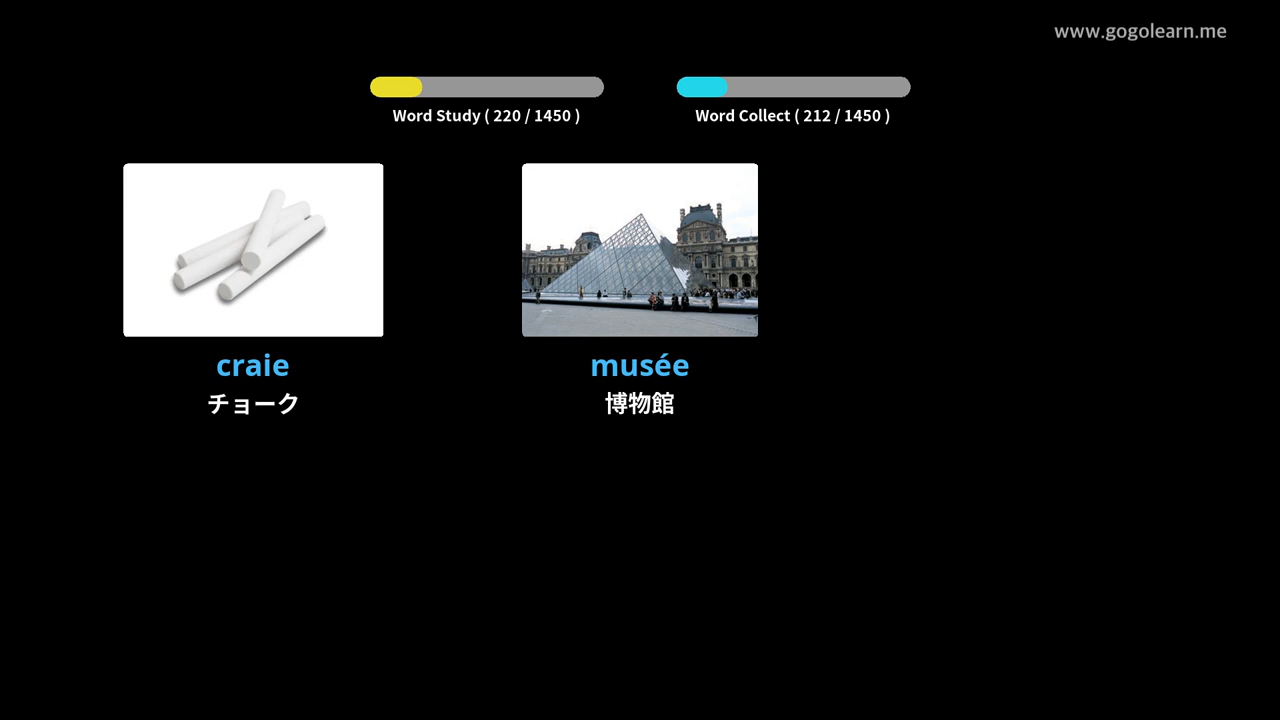 www.gogolearn.me
Word Study ( 220 / 1450 )
Word Collect ( 212 / 1450 )
craie
チョーク
musée
博物館